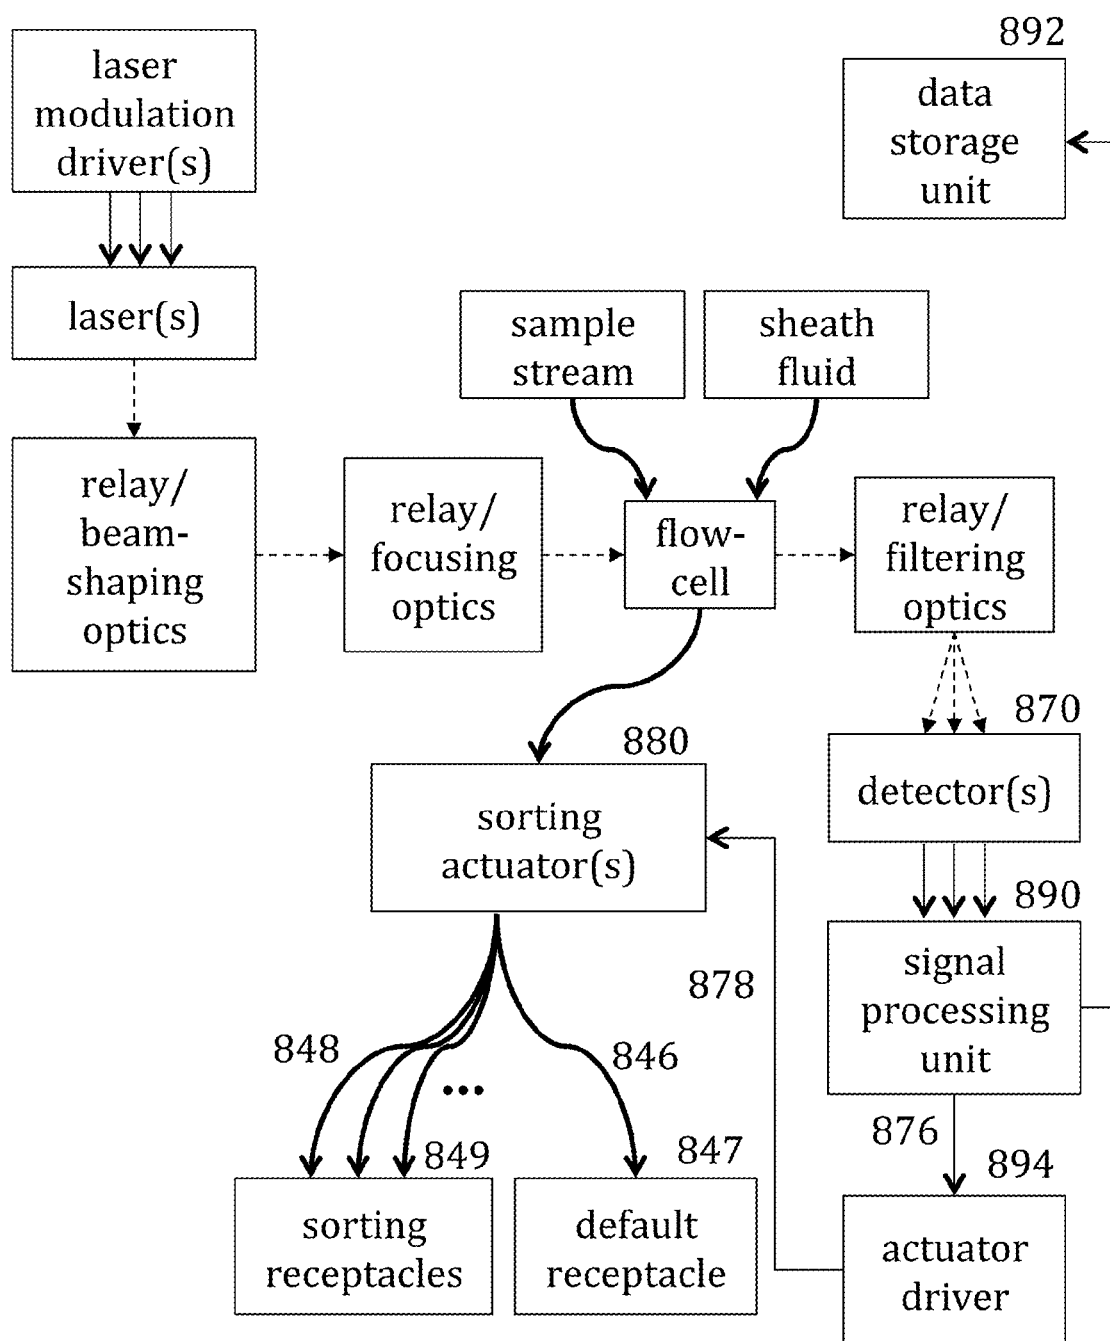 892
laser
modulation
driver(s)
data
storage
unit
laser(s)
sample
stream
sheath
fluid
relay/
beam-
shaping
optics
relay/
focusing
optics
flow-
cell
relay/
filtering
optics
870
880
detector(s)
sorting
actuator(s)
890
signal
processing
unit
878
848
846
876
849
847
894
sorting
receptacles
default
receptacle
actuator
driver